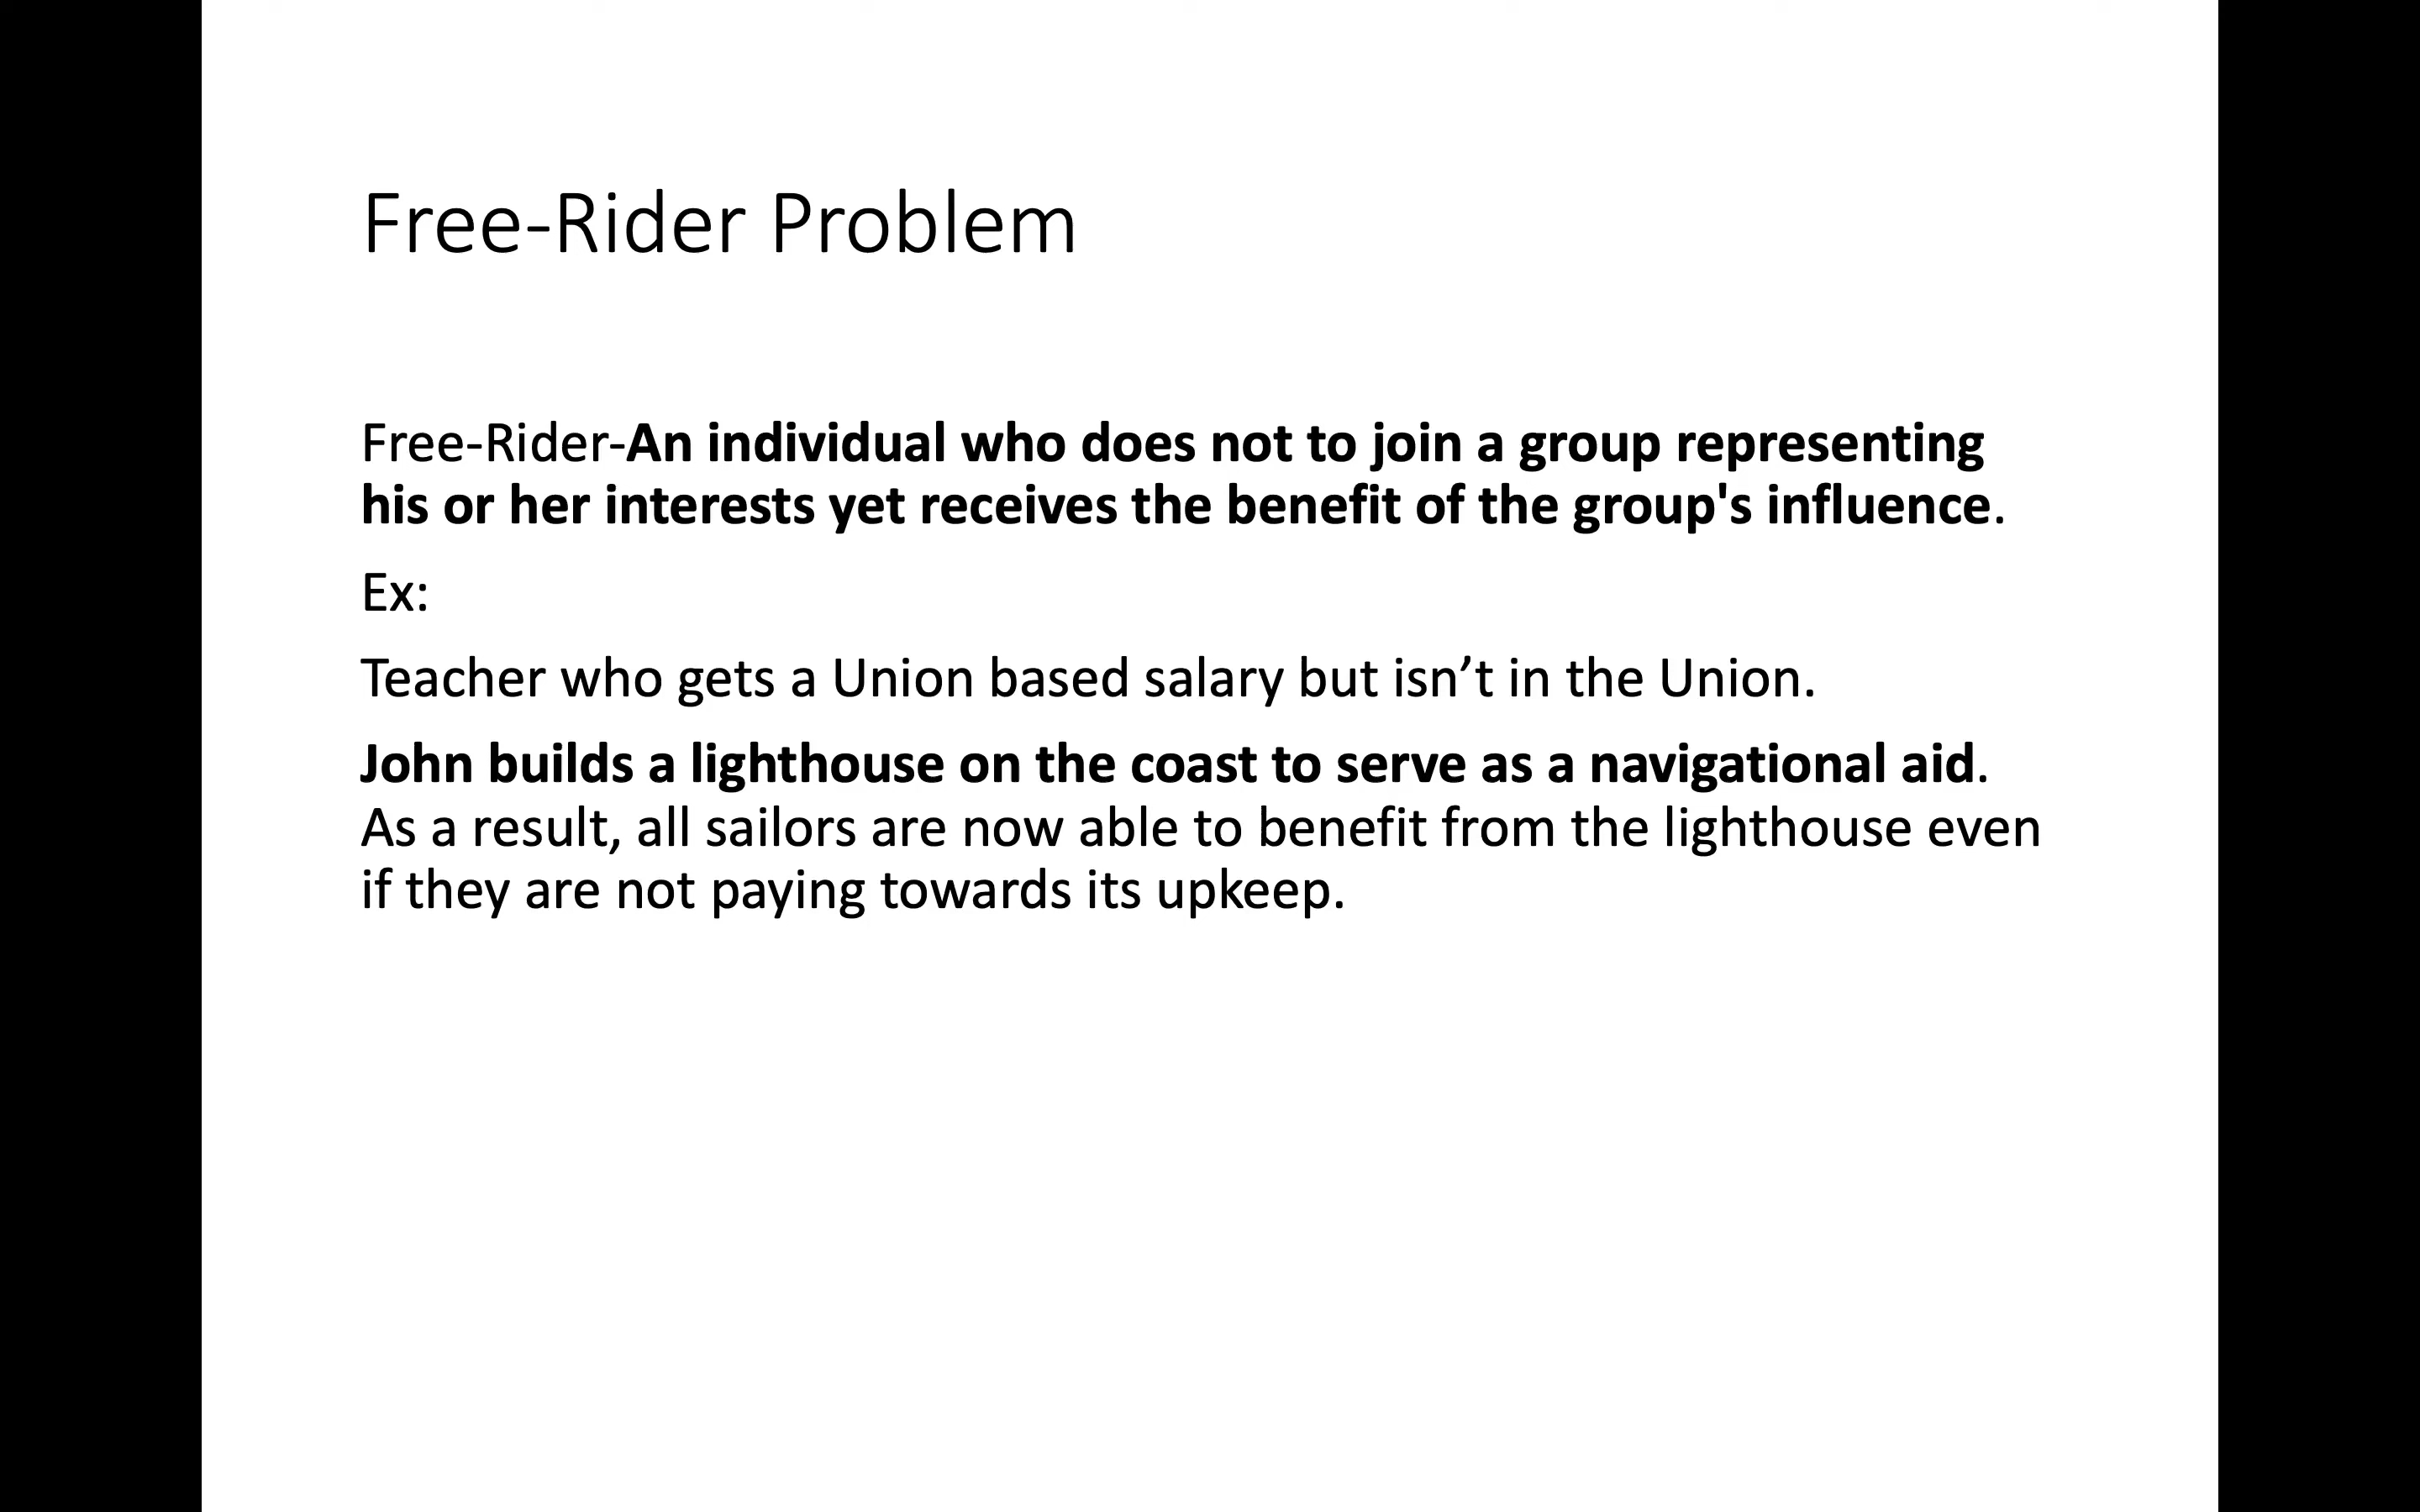 Free-Rider Problem
Free-Rider-An individual who does not to join a group representing
his or her interests yet receives the benefit of the group's influence.
Ex:
Teacher who gets a Union based salary but isn’t in the Union.
John builds a lighthouse on the coast to serve as a navigational aid.
As a result, all sailors are now able to benefit from the lighthouse even
if they are not paying towards its upkeep.